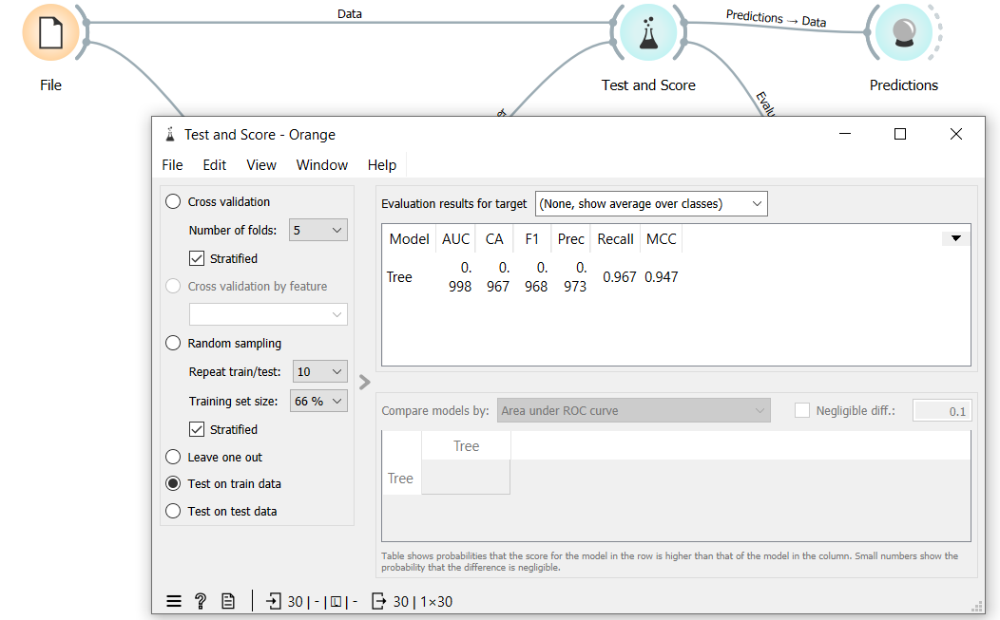 Data
Predictions → Data
File
Test and Score
Predictions
Test and Score - Orange
File Edit View Window Help
Cross validation
Number of folds: 5
Stratified
Cross validation by feature
Random sampling
Repeat train/test: 10
Training set size: 66 %
Stratified
Leave one out
Test on train data
Test on test data
Evaluation results for target (None, show average over classes)
Model AUC CA F1 Prec Recall MCC
Tree 0.998 0.967 0.968 0.973 0.967 0.947
Compare models by: Area under ROC curve Negligible diff.: 0.1
Tree
Tree
Table shows probabilities that the score for the model in the row is higher than that of the model in the column. Small numbers show the
probability that the difference is negligible.
30 | - | | - 30 | 1×30